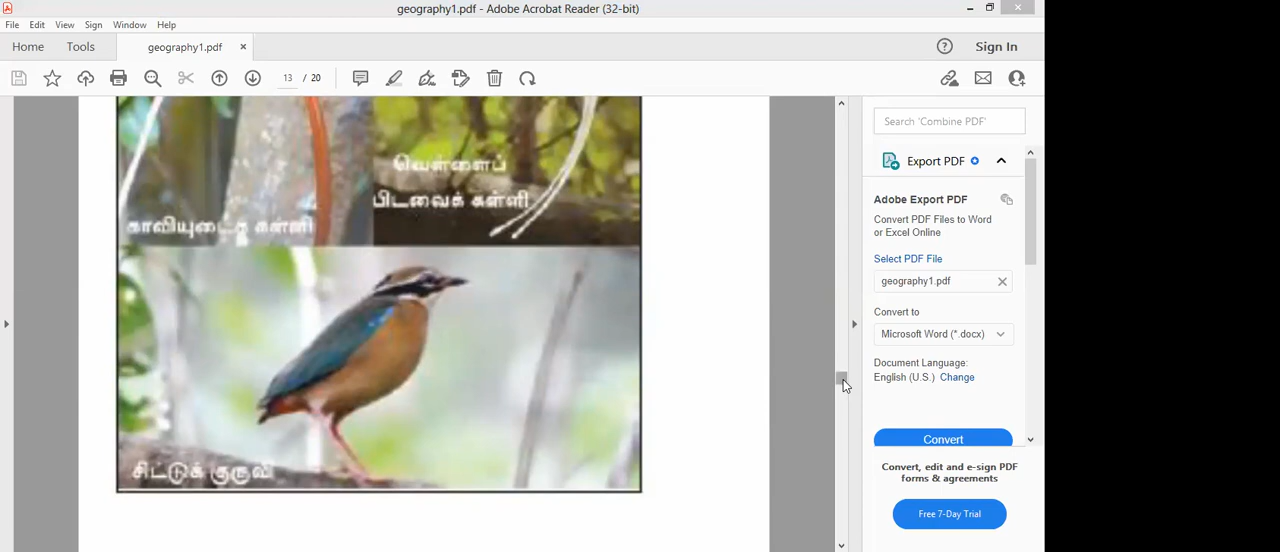 geography1.pdf - Adobe Acrobat Reader (32-bit)
File Edit View Sign Window Help
Home Tools geography1.pdf × Sign In
13 / 20
Search 'Combine PDF'
Export PDF
Adobe Export PDF
Convert PDF Files to Word
or Excel Online
Select PDF File
geography1.pdf
Convert to
Microsoft Word (*.docx)
Document Language:
English (U.S.) Change
Convert
Convert, edit and e-sign PDF
forms & agreements
Free 7-Day Trial
வெள்ளைப்
பிடவைக் கள்ளி
காவியுடைக் கள்ளி
சிட்டுக் குருவி